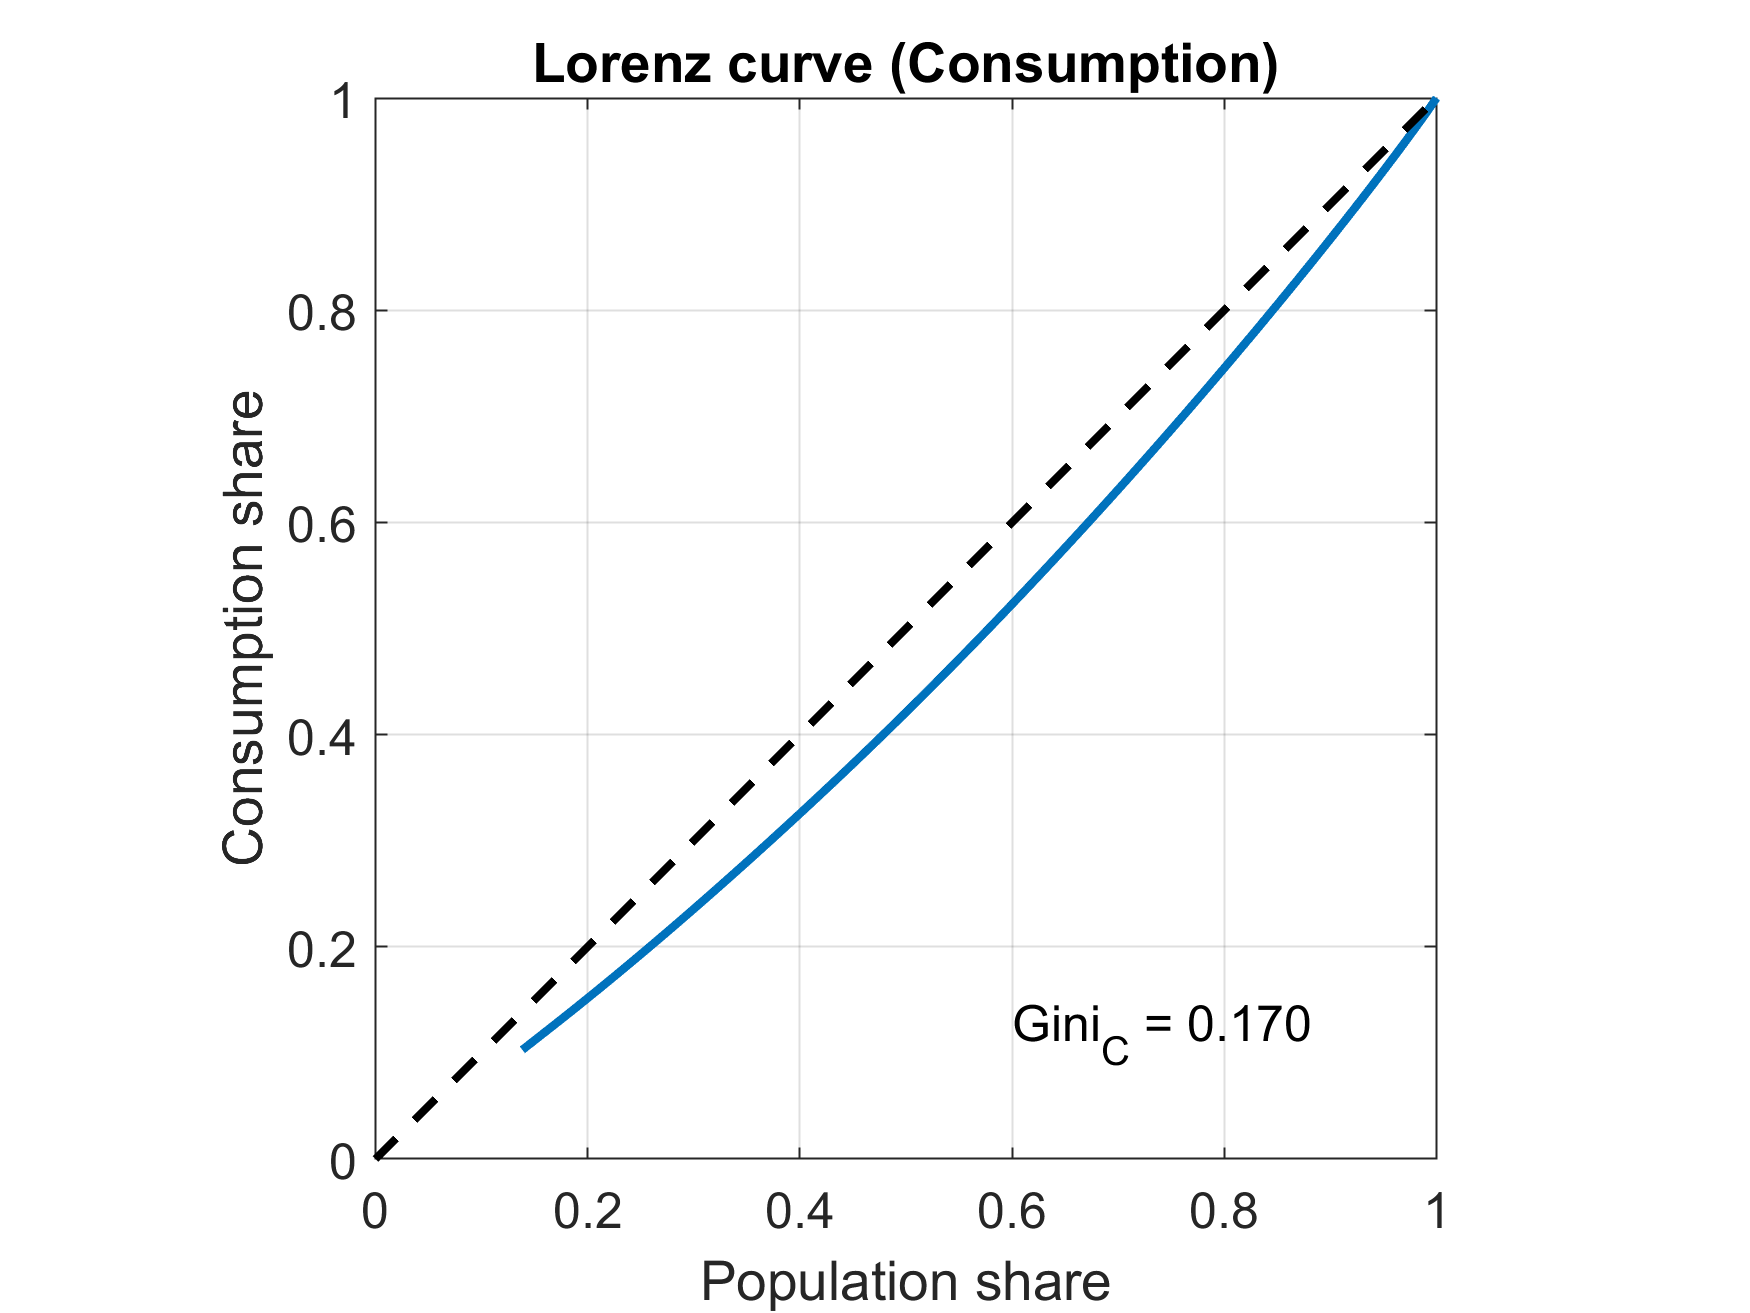 Lorenz curve (Consumption)
1
0.8
0.6
0.4
0.2
0
Consumption share
Gini_C = 0.170
0 0.2 0.4 0.6 0.8 1
Population share